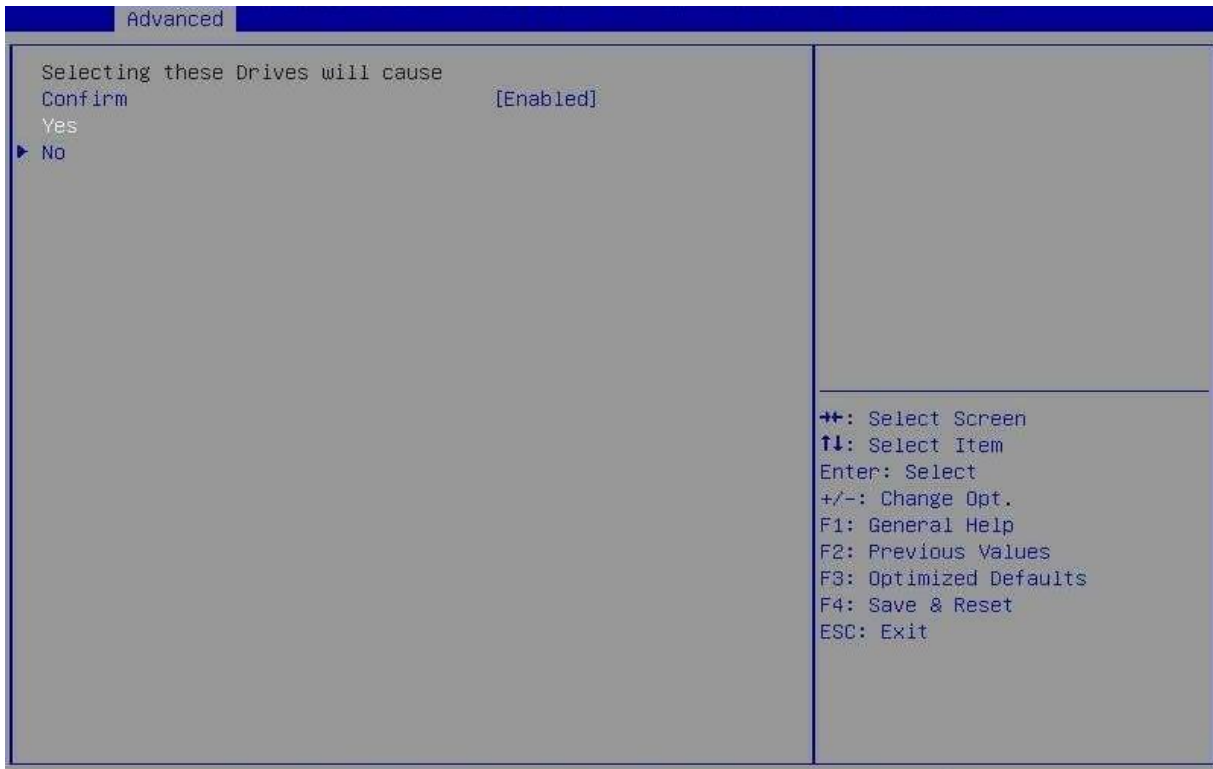 Advanced
Selecting these Drives will cause
Confirm [Enabled]
Yes
No
→←: Select Screen
↑↓: Select Item
Enter: Select
+/-: Change Opt.
F1: General Help
F2: Previous Values
F3: Optimized Defaults
F4: Save & Reset
ESC: Exit